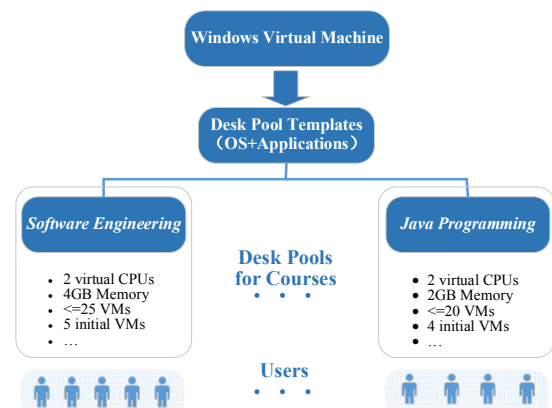 Windows Virtual Machine
Desk Pool Templates
（OS+Applications）
Software Engineering
• 2 virtual CPUs
• 4GB Memory
• <=25 VMs
• 5 initial VMs
• …
Desk Pools
for Courses
• • •
Java Programming
• 2 virtual CPUs
• 2GB Memory
• <=20 VMs
• 4 initial VMs
• …
Users
• • •